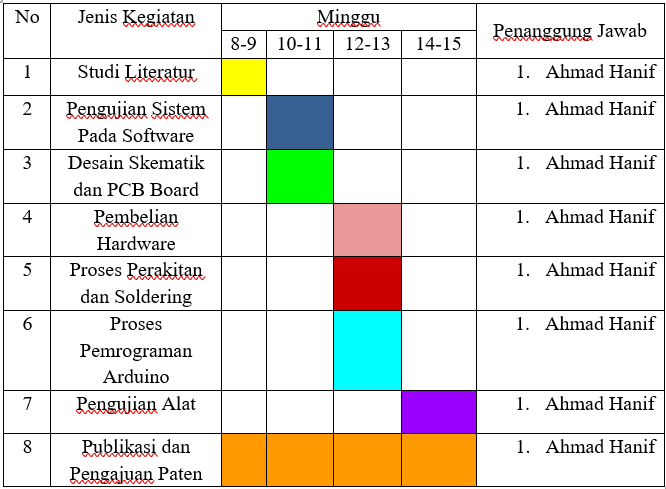 No Jenis Kegiatan Minggu Penanggung Jawab
8-9 10-11 12-13 14-15
1 Studi Literatur 1. Ahmad Hanif
2 Pengujian Sistem 1. Ahmad Hanif
Pada Software
3 Desain Skematik 1. Ahmad Hanif
dan PCB Board
4 Pembelian 1. Ahmad Hanif
Hardware
5 Proses Perakitan 1. Ahmad Hanif
dan Soldering
6 Proses 1. Ahmad Hanif
Pemrograman
Arduino
7 Pengujian Alat 1. Ahmad Hanif
8 Publikasi dan 1. Ahmad Hanif
Pengajuan Paten